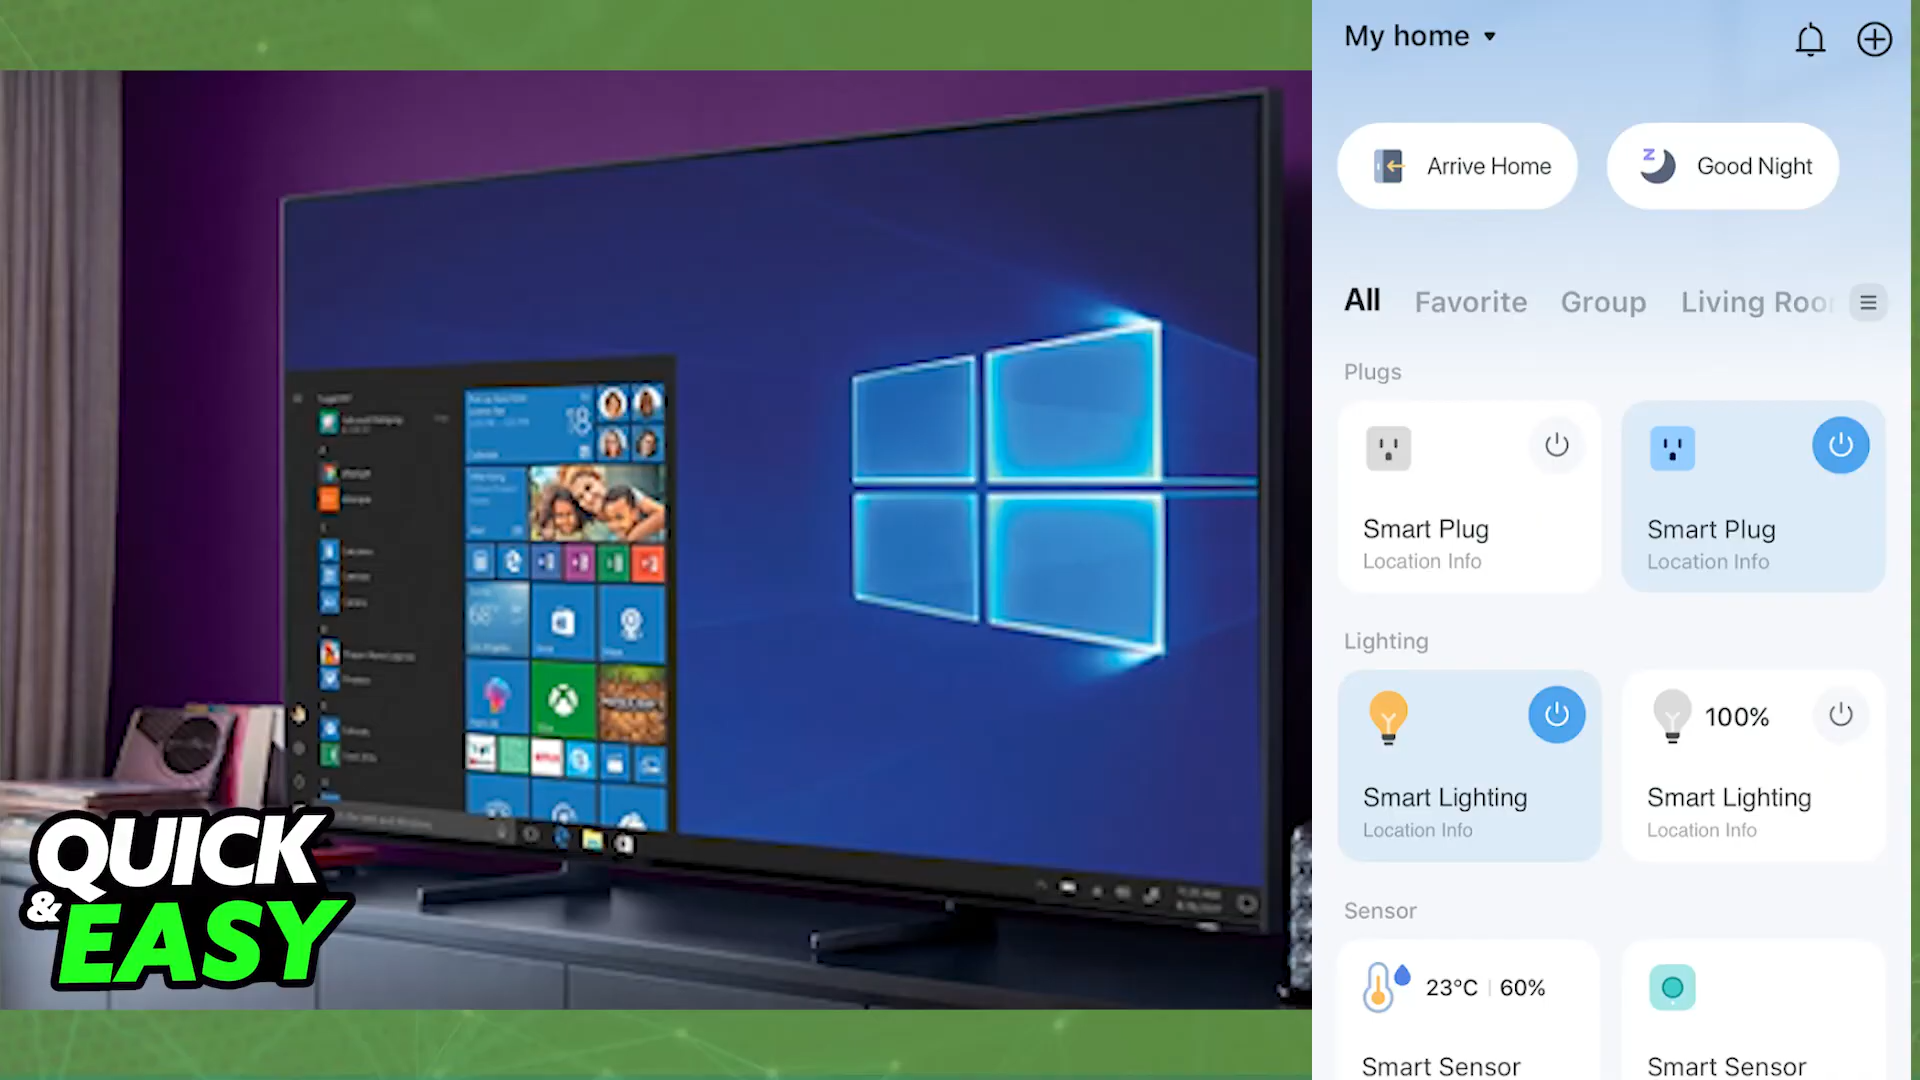 QUICK
& EASY
18
68°
My home
Arrive Home
Good Night
All Favorite Group Living Roo
Plugs
Smart Plug
Location Info
Smart Plug
Location Info
Lighting
Smart Lighting
Location Info
100%
Smart Lighting
Location Info
Sensor
23°C | 60%
Smart Sensor
Smart Sensor